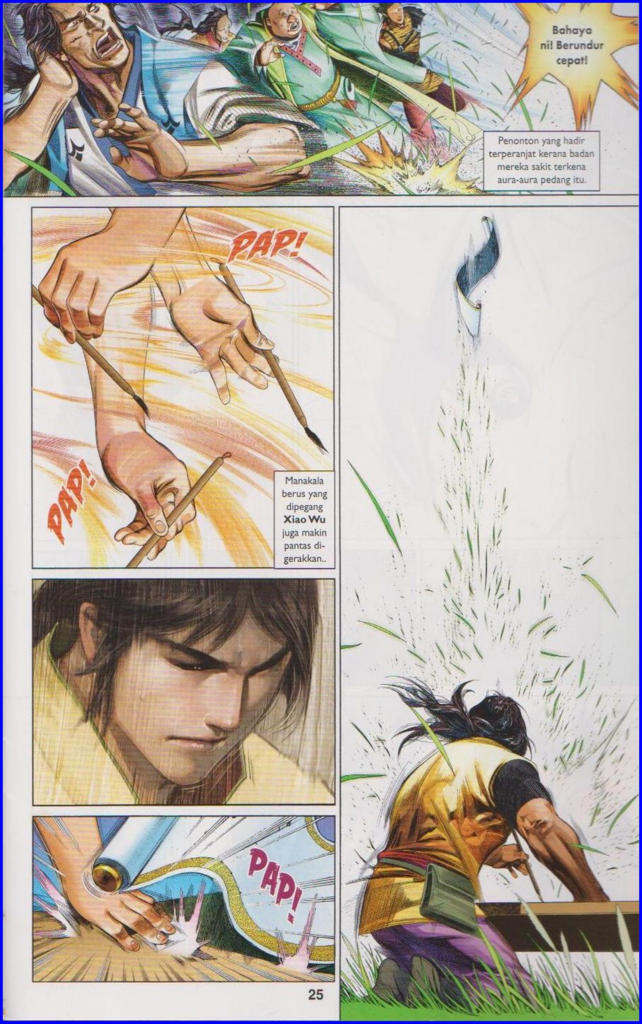 Bahaya
ni! Berundur
cepat!
Penonton yang hadir
terperanjat kerana badan
mereka sakit terkena
aura-aura pedang itu.
PAP!
PAP!
Manakala
berus yang
dipegang
Xiao Wu
juga makin
pantas di-
gerakkan..
PAP!
25